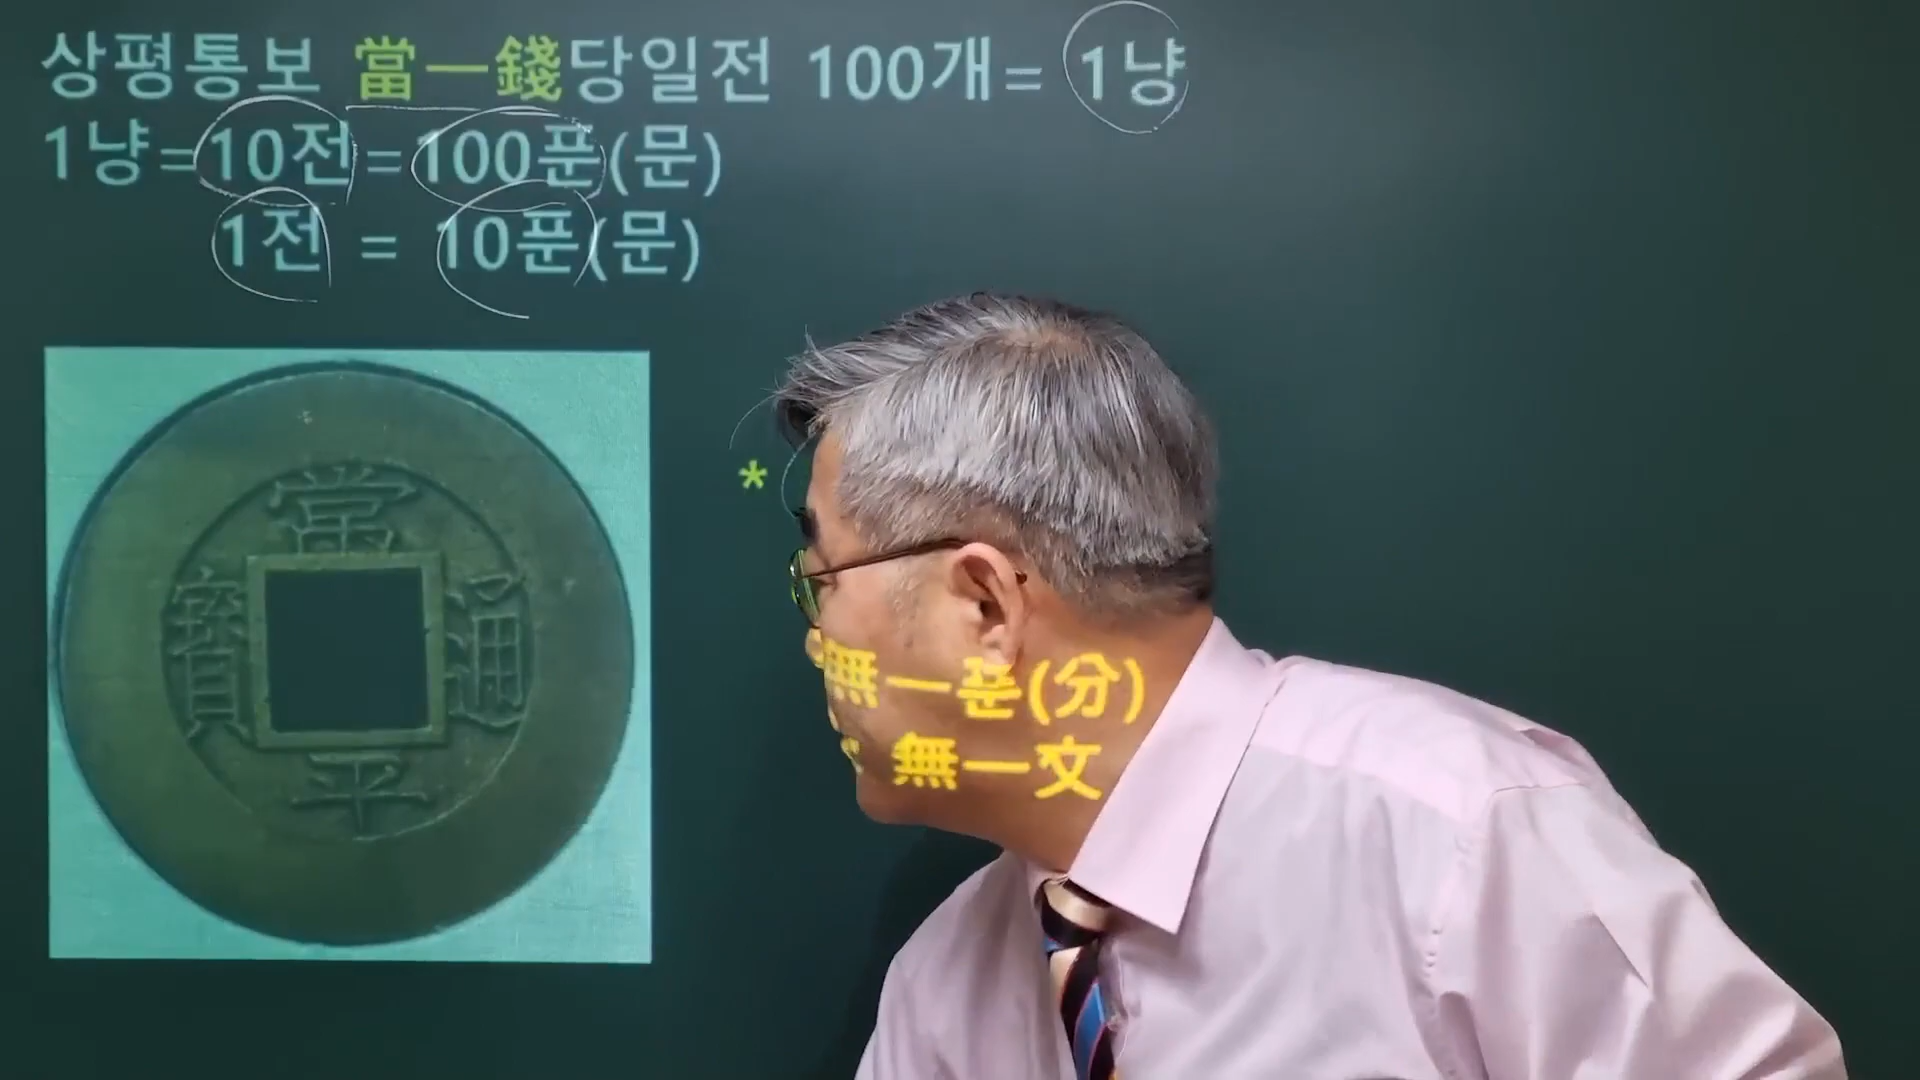 상평통보 當一錢당일전 100개= 1냥
1냥=10전=100푼(문)
1전 = 10푼(문)
常
寶 通
平
*
無一푼(分)
無一文